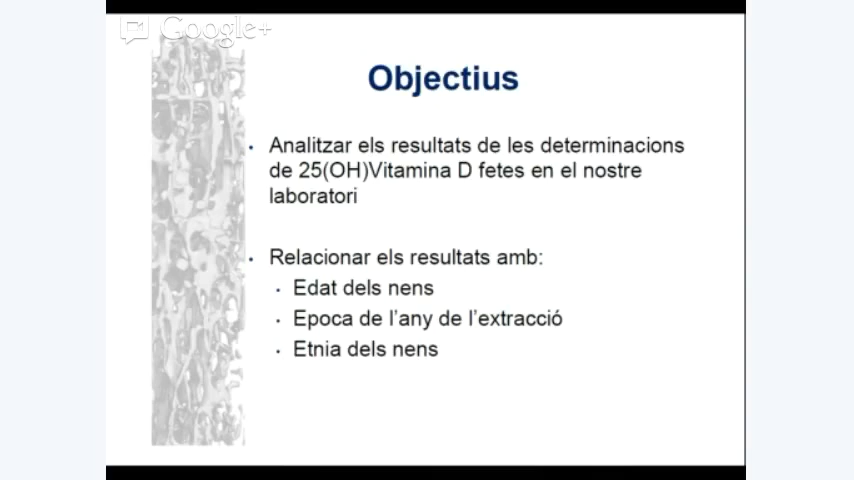 Google+
Objectius
Analitzar els resultats de les determinacions
de 25(OH)Vitamina D fetes en el nostre
laboratori
Relacionar els resultats amb:
Edat dels nens
Epoca de l'any de l'extracció
Etnia dels nens